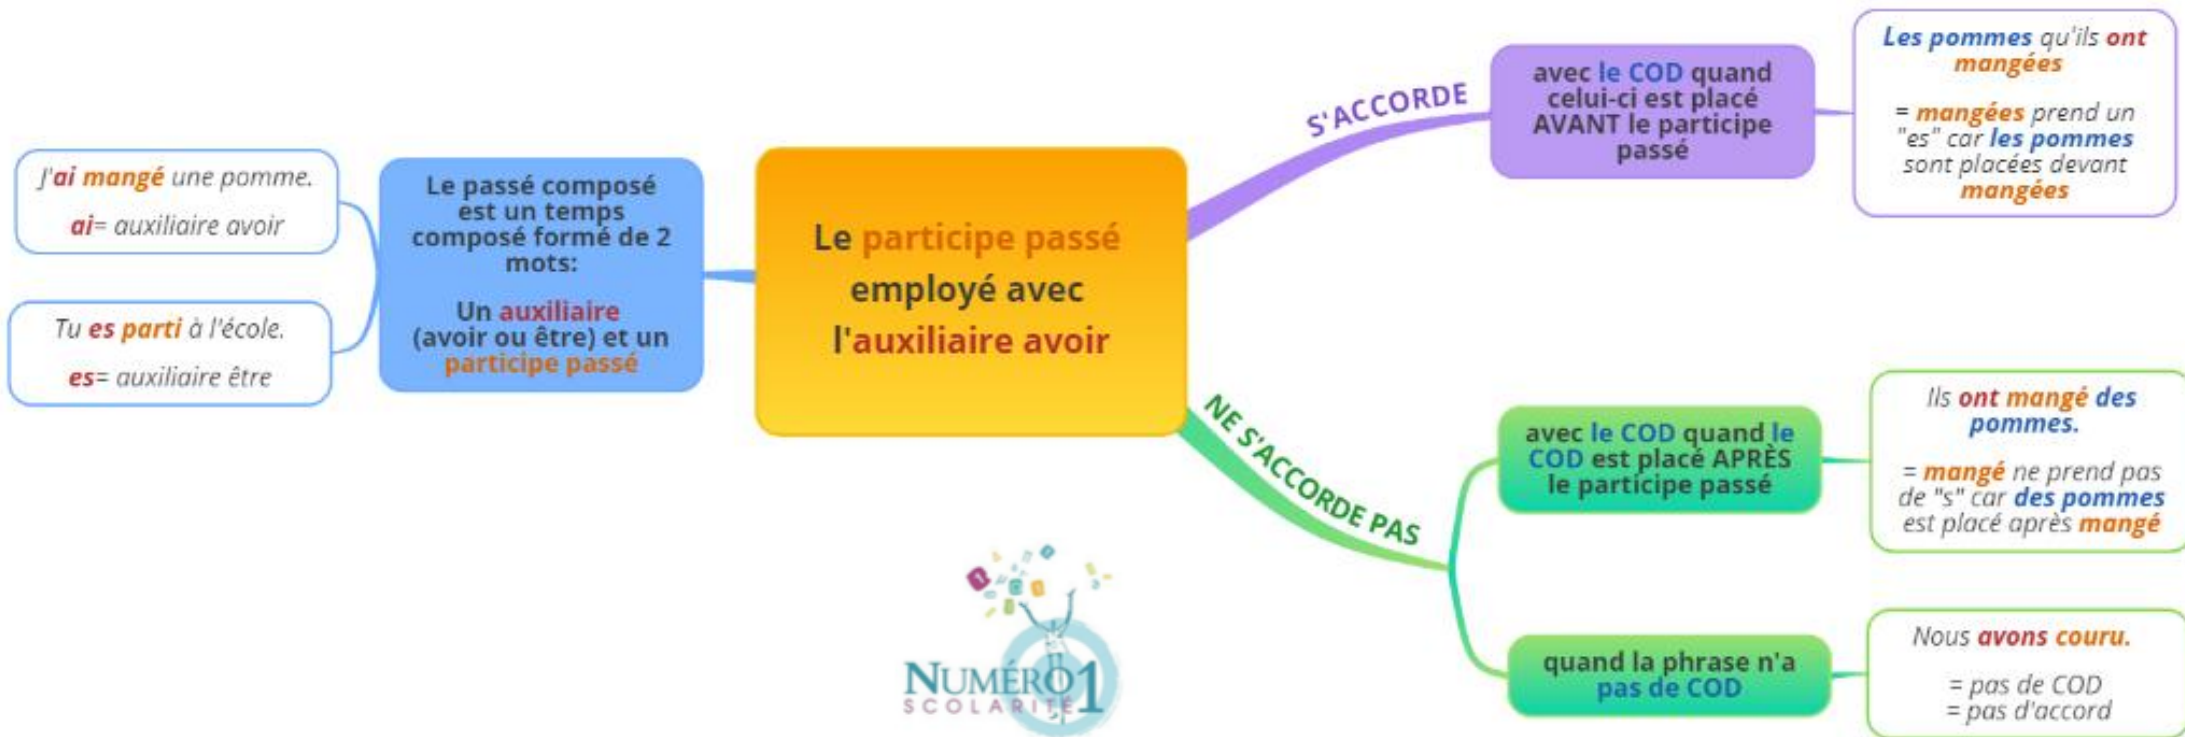 J'ai mangé une pomme.
ai= auxiliaire avoir
Tu es parti à l'école.
es= auxiliaire être
Le passé composé
est un temps
composé formé de 2
mots:
Un auxiliaire
(avoir ou être) et un
participe passé
Le participe passé
employé avec
l'auxiliaire avoir
S'ACCORDE
avec le COD quand
celui-ci est placé
AVANT le participe
passé
Les pommes qu'ils ont
mangées
= mangées prend un
"es" car les pommes
sont placées devant
mangées
NE S'ACCORDE PAS
avec le COD quand le
COD est placé APRÈS
le participe passé
Ils ont mangé des
pommes.
= mangé ne prend pas
de "s" car des pommes
est placé après mangé
quand la phrase n'a
pas de COD
Nous avons couru.
= pas de COD
= pas d'accord
NUMÉRO1
SCOLARITÉ